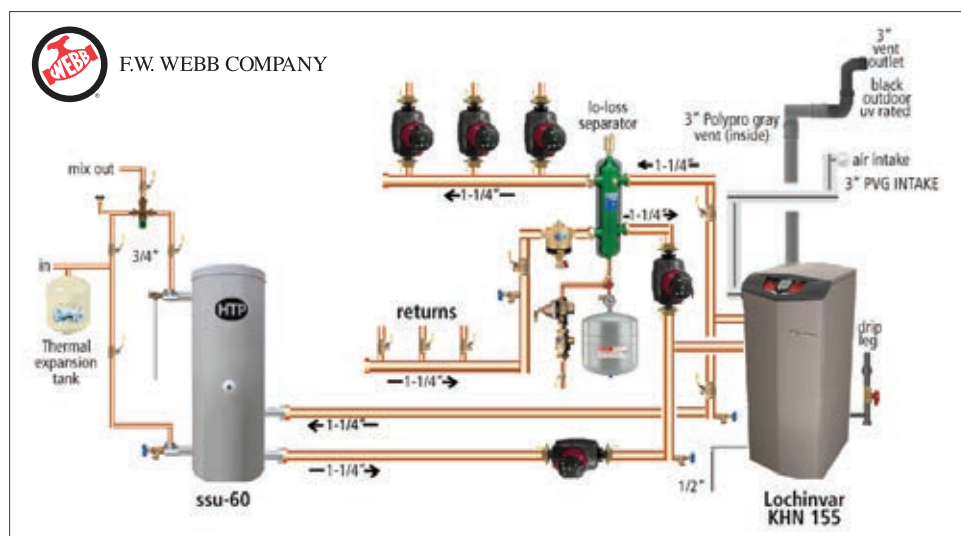 WEBB
®
F.W. WEBB COMPANY
3"
vent
outlet
black
outdoor
uv rated
lo-loss
separator
3" Polypro gray
vent (inside)
mix out
1-1/4"
air intake
3" PVG INTAKE
1-1/4"
1-1/4"
3/4"
in
HTP
returns
Thermal
expansion
tank
drip
leg
1-1/4"
1-1/4"
1-1/4"
1/2"
ssu-60
Lochinvar
KHN 155